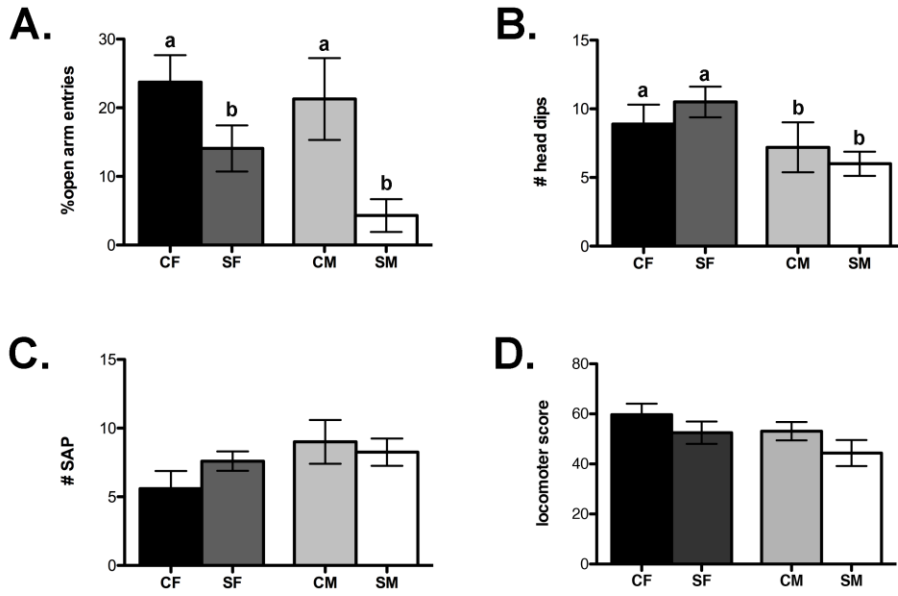 A.
%open arm entries
30
20
10
0
a
b
a
b
CF SF CM SM
B.
# head dips
15
10
5
0
a
a
b
b
CF SF CM SM
C.
# SAP
15
10
5
0
CF SF CM SM
D.
locomoter score
80
60
40
20
0
CF SF CM SM